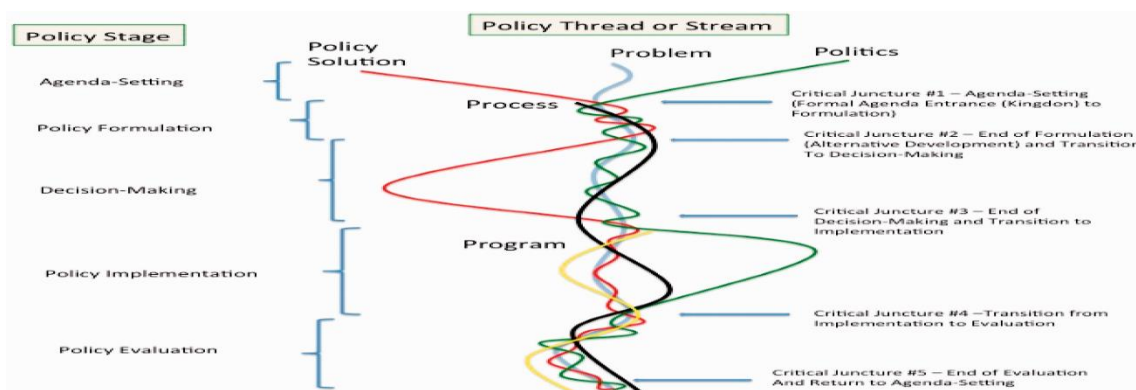 Policy Stage
Policy Thread or Stream
Policy
Solution
Problem
Politics
Agenda-Setting
Process
Critical Juncture #1 – Agenda-Setting
(Formal Agenda Entrance (Kingdon) to
Formulation)
Policy Formulation
Critical Juncture #2 – End of Formulation
(Alternative Development) and Transition
To Decision-Making
Decision-Making
Critical Juncture #3 – End of
Decision-Making and Transition to
Implementation
Program
Policy Implementation
Critical Juncture #4 –Transition from
Implementation to Evaluation
Policy Evaluation
Critical Juncture #5 – End of Evaluation
And Return to Agenda-Setting